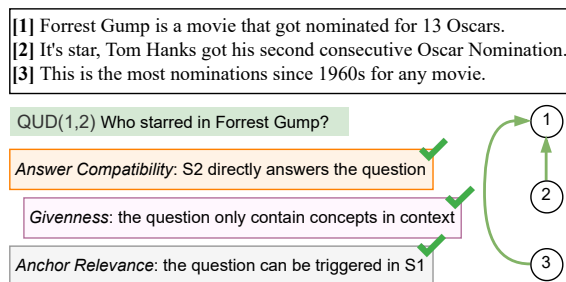 [1] Forrest Gump is a movie that got nominated for 13 Oscars.
[2] It's star, Tom Hanks got his second consecutive Oscar Nomination.
[3] This is the most nominations since 1960s for any movie.
QUD(1,2) Who starred in Forrest Gump?
Answer Compatibility: S2 directly answers the question
Givenness: the question only contain concepts in context
Anchor Relevance: the question can be triggered in S1
1
2
3